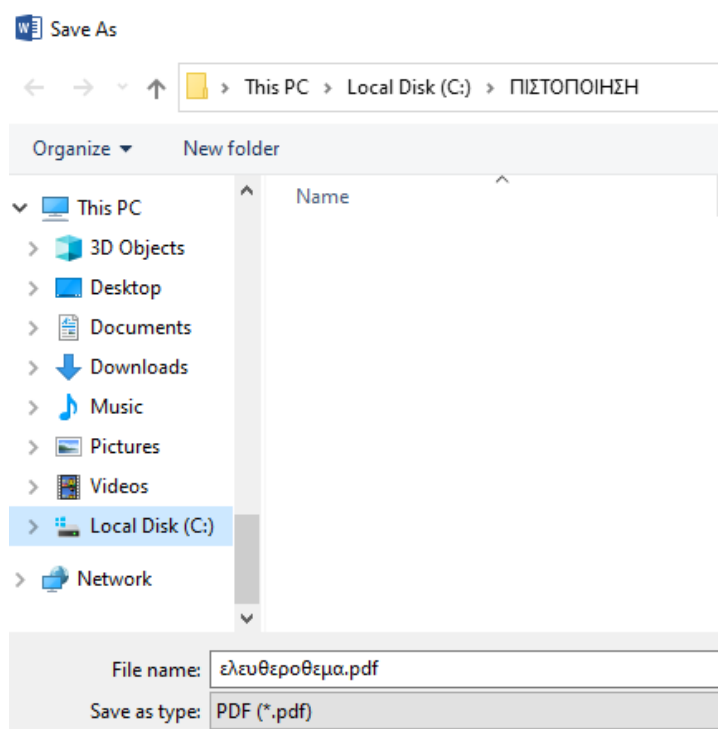 Save As
This PC > Local Disk (C:) > ΠΙΣΤΟΠΟΙΗΣΗ
Organize New folder
Name
This PC
3D Objects
Desktop
Documents
Downloads
Music
Pictures
Videos
Local Disk (C:)
Network
File name: ελευθεροθεμα.pdf
Save as type: PDF (*.pdf)